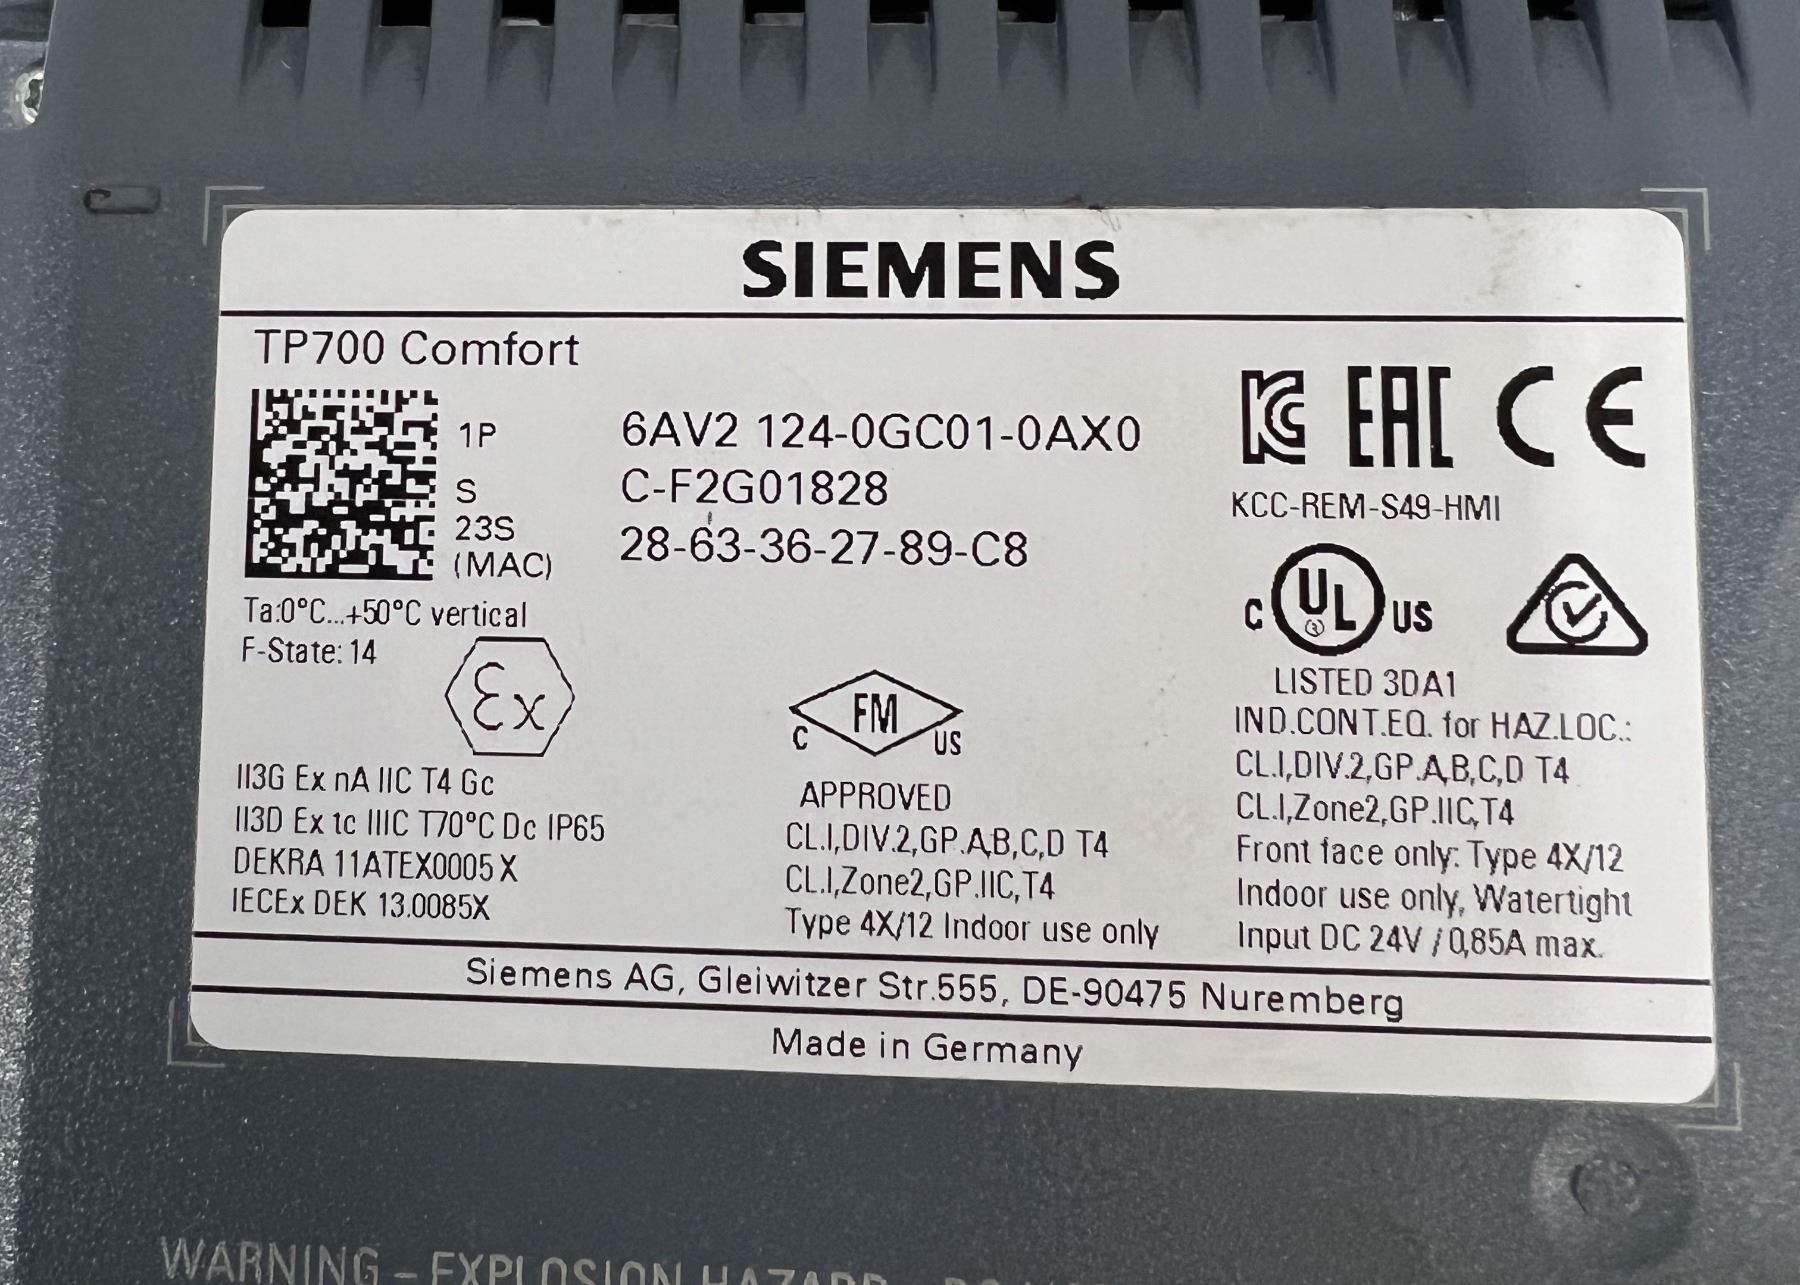 SIEMENS
TP700 Comfort
1P 6AV2 124-0GC01-0AX0
S C-F2G01828
23S
(MAC) 28-63-36-27-89-C8
Ta:0°C...+50°C vertical
F-State: 14
Ex
II3G Ex nA IIC T4 Gc
II3D Ex tc IIIC T70°C Dc IP65
DEKRA 11ATEX0005 X
IECEx DEK 13.0085X
FM
C US
APPROVED
CL.I,DIV.2,GP.A,B,C,D T4
CL.I,Zone2,GP.IIC,T4
Type 4X/12 Indoor use only
EAC CE
KCC-REM-S49-HMI
C UL US
LISTED 3DA1
IND.CONT.EQ. for HAZ.LOC.:
CL.I,DIV.2,GP.A,B,C,D T4
CL.I,Zone2,GP.IIC,T4
Front face only: Type 4X/12
Indoor use only, Watertight
Input DC 24V / 0,85A max.
Siemens AG, Gleiwitzer Str.555, DE-90475 Nuremberg
Made in Germany
WARNING - EXPLOSION HAZARD